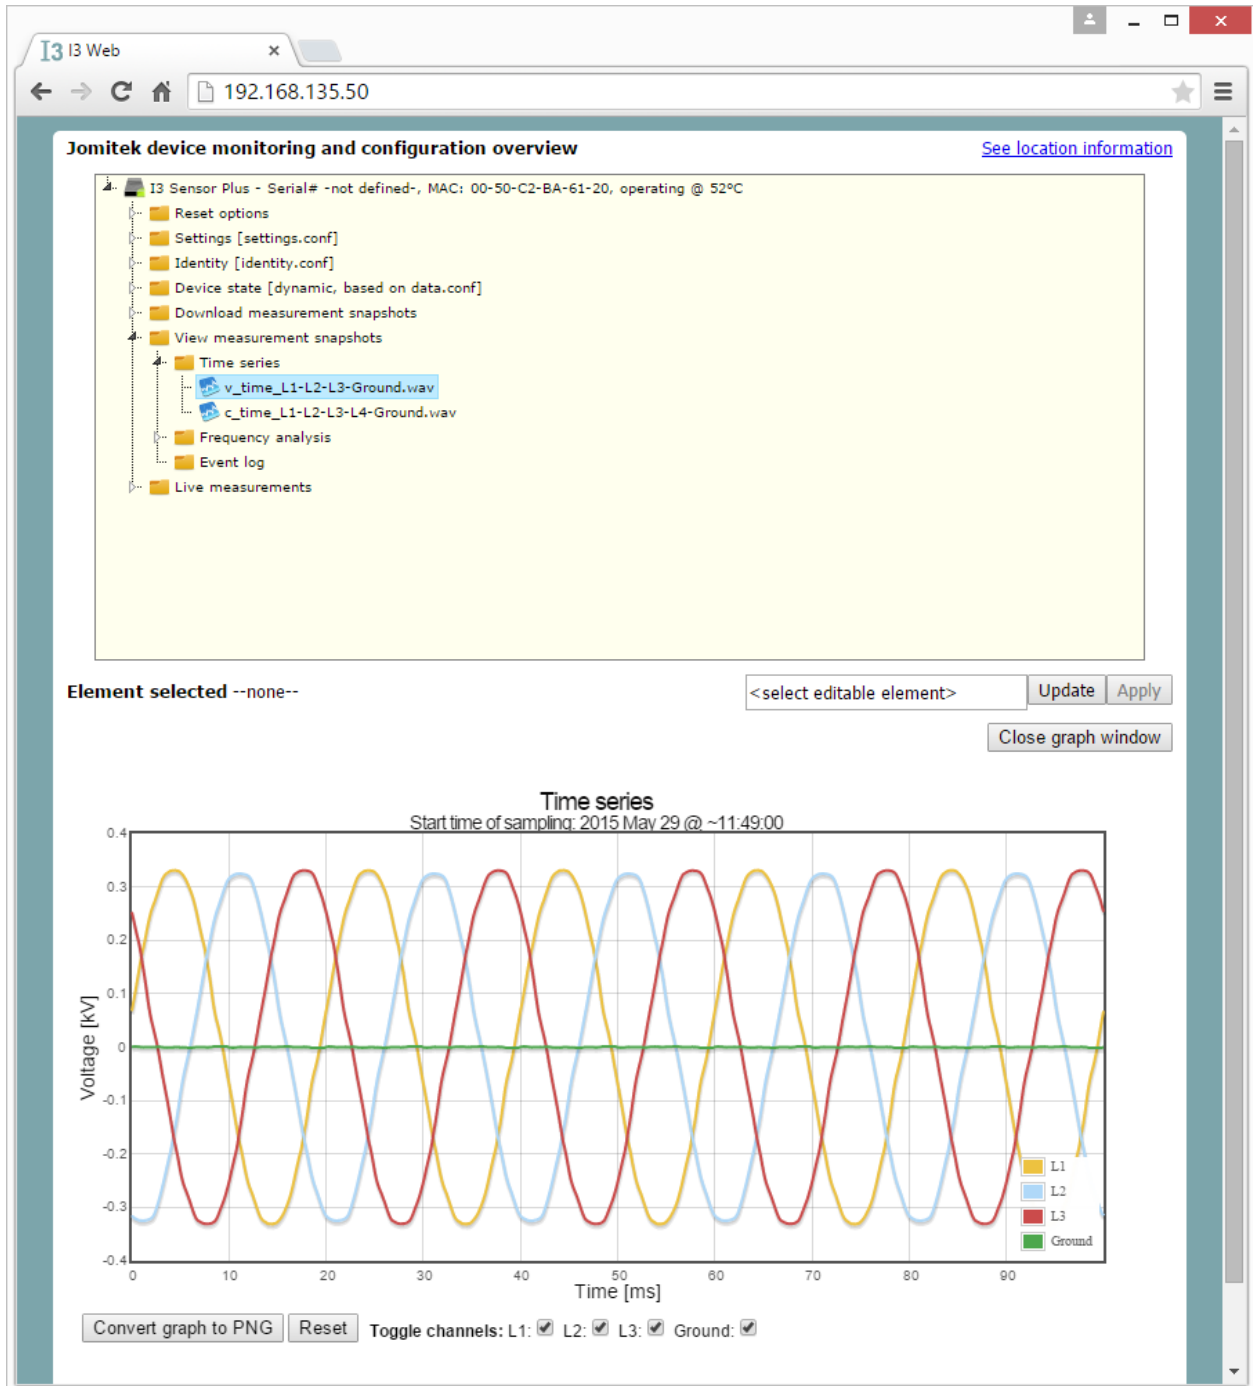 I3 I3 Web
192.168.135.50
Jomitek device monitoring and configuration overview See location information
I3 Sensor Plus - Serial# -not defined-, MAC: 00-50-C2-BA-61-20, operating @ 52°C
Reset options
Settings [settings.conf]
Identity [identity.conf]
Device state [dynamic, based on data.conf]
Download measurement snapshots
View measurement snapshots
Time series
v_time_L1-L2-L3-Ground.wav
c_time_L1-L2-L3-L4-Ground.wav
Frequency analysis
Event log
Live measurements
Element selected --none-- <select editable element> Update Apply
Close graph window
Time series
Start time of sampling: 2015 May 29 @ ~11:49:00
0.4
0.3
0.2
0.1
0
-0.1
-0.2
-0.3
-0.4
Voltage [kV]
L1
L2
L3
Ground
0 10 20 30 40 50 60 70 80 90
Time [ms]
Convert graph to PNG Reset Toggle channels: L1: L2: L3: Ground: